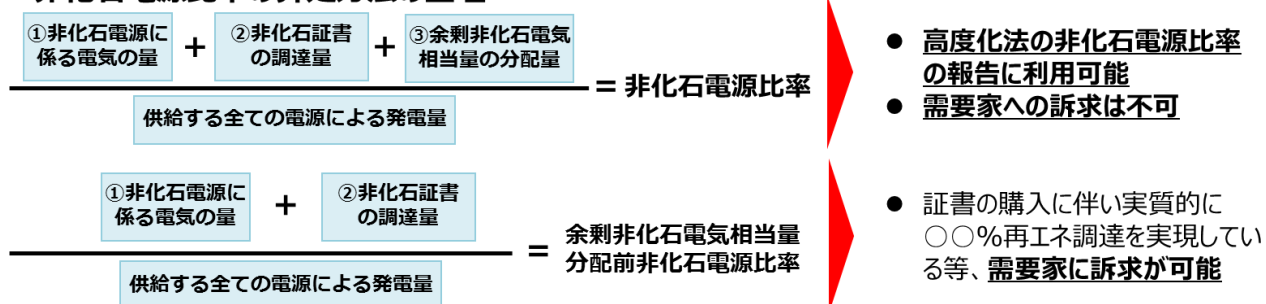 ①非化石電源に
係る電気の量
+
②非化石証書
の調達量
+
③余剰非化石電気
相当量の分配量
供給する全ての電源による発電量
= 非化石電源比率
● 高度化法の非化石電源比率
の報告に利用可能
● 需要家への訴求は不可
①非化石電源に
係る電気の量
+
②非化石証書
の調達量
供給する全ての電源による発電量
=
余剰非化石電気相当量
分配前非化石電源比率
● 証書の購入に伴い実質的に
○○%再エネ調達を実現してい
る等、需要家に訴求が可能